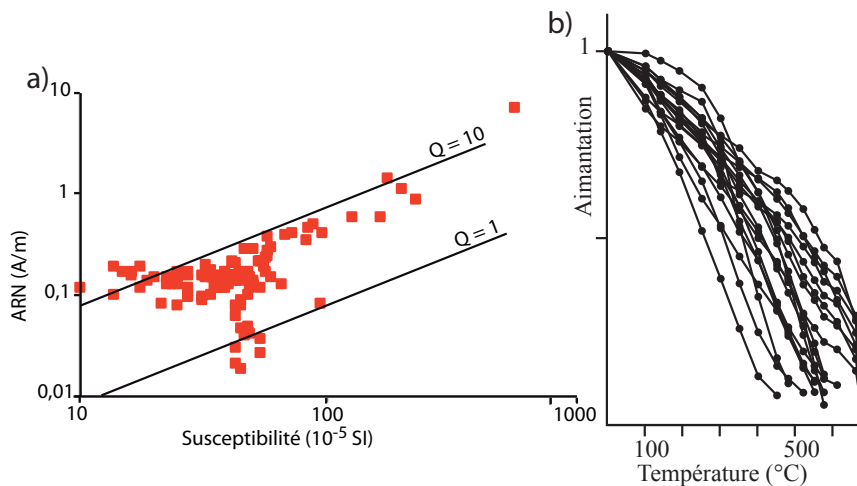 a)
10
1
0,1
0,01
ARN (A/m)
Q = 10
Q = 1
10
100
1000
Susceptibilité (10⁻⁵ SI)
b)
1
Aimantation
100
500
Température (°C)